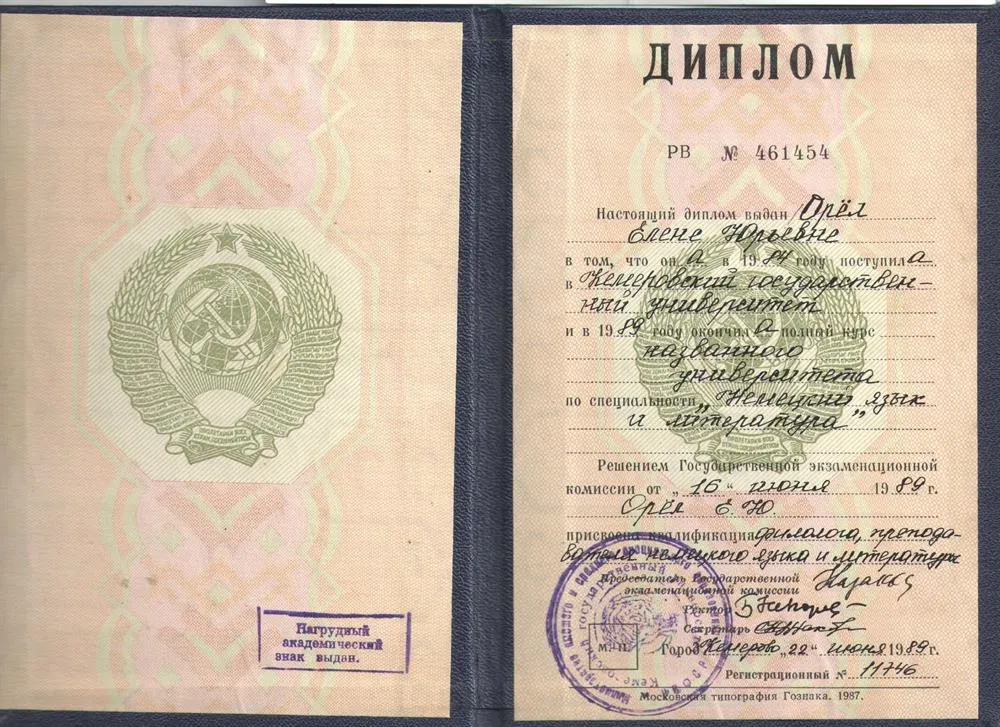 Нагрудный
академический
знак выдан.
ДИПЛОМ
РВ № 461454
Настоящий диплом выдан Орёл
Елене Юрьевне
в том, что он а в 1984 году поступил а
в Кемеровский государствен-
ный университет
и в 1989 году окончил а полный курс
названного
университета
по специальности „Немецкий язык
и литература"
Решением Государственной экзаменационной
комиссии от „16" июня 1989 г.
Орёл Е. Ю.
присвоена квалификация филолога, препода-
вателя немецкого языка и литературы
Председатель Государственной
экзаменационной комиссии
Ректор
Секретарь
М. П.
Город Кемерово „22" июня 1989 г.
Регистрационный № 11746
Московская типография Гознака. 1987.